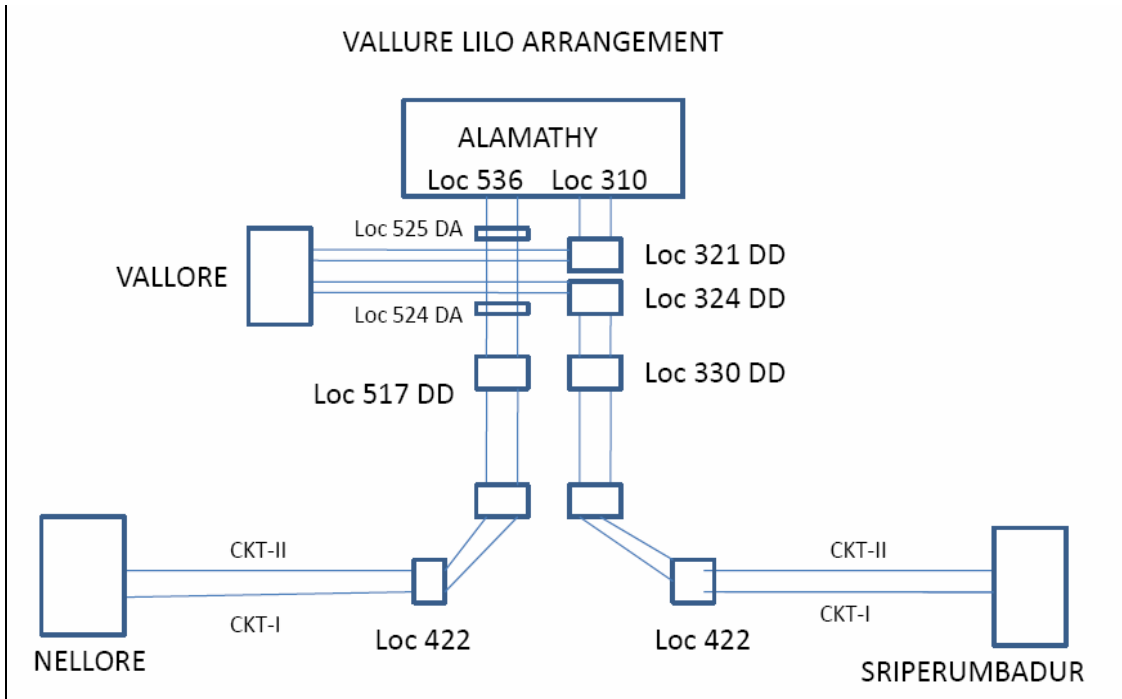 VALLURE LILO ARRANGEMENT
ALAMATHY
Loc 536 Loc 310
Loc 525 DA
Loc 321 DD
VALLORE
Loc 324 DD
Loc 524 DA
Loc 330 DD
Loc 517 DD
CKT-II
CKT-II
CKT-I
CKT-I
Loc 422
Loc 422
NELLORE
SRIPERUMBADUR